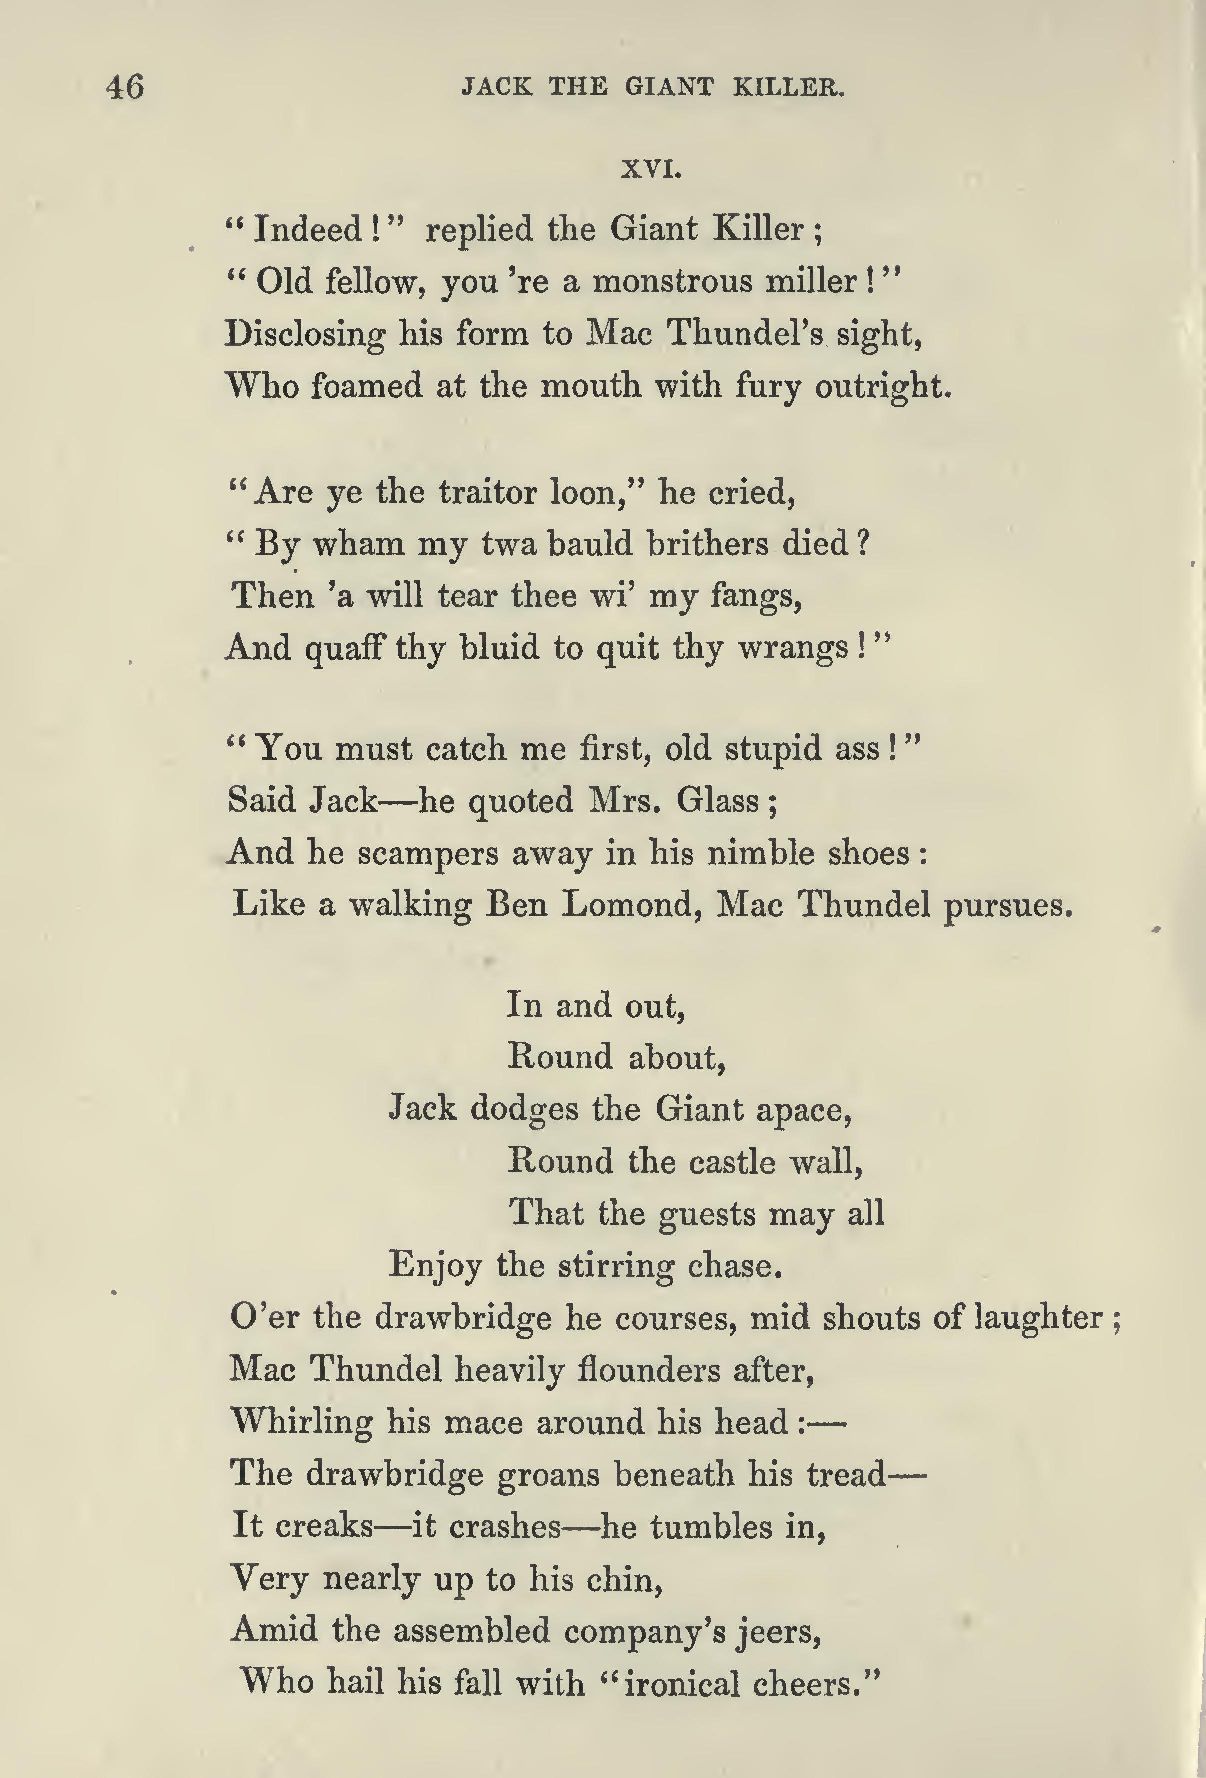 46
JACK THE GIANT KILLER.
XVI.
“Indeed!” replied the Giant Killer;
“Old fellow, you 're a monstrous miller!”
Disclosing his form to Mac Thundel's sight,
Who foamed at the mouth with fury outright.
“Are ye the traitor loon,” he cried,
“By wham my twa bauld brithers died?
Then 'a will tear thee wi' my fangs,
And quaff thy bluid to quit thy wrangs!”
“You must catch me first, old stupid ass!”
Said Jack—he quoted Mrs. Glass;
And he scampers away in his nimble shoes:
Like a walking Ben Lomond, Mac Thundel pursues.
In and out,
Round about,
Jack dodges the Giant apace,
Round the castle wall,
That the guests may all
Enjoy the stirring chase.
O'er the drawbridge he courses, mid shouts of laughter;
Mac Thundel heavily flounders after,
Whirling his mace around his head:—
The drawbridge groans beneath his tread—
It creaks—it crashes—he tumbles in,
Very nearly up to his chin,
Amid the assembled company's jeers,
Who hail his fall with “ironical cheers.”